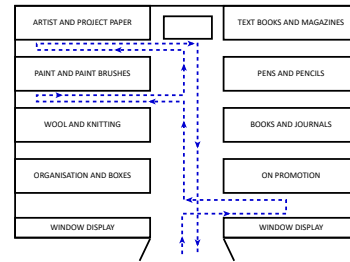 ARTIST AND PROJECT PAPER
TEXT BOOKS AND MAGAZINES
PAINT AND PAINT BRUSHES
PENS AND PENCILS
WOOL AND KNITTING
BOOKS AND JOURNALS
ORGANISATION AND BOXES
ON PROMOTION
WINDOW DISPLAY
WINDOW DISPLAY